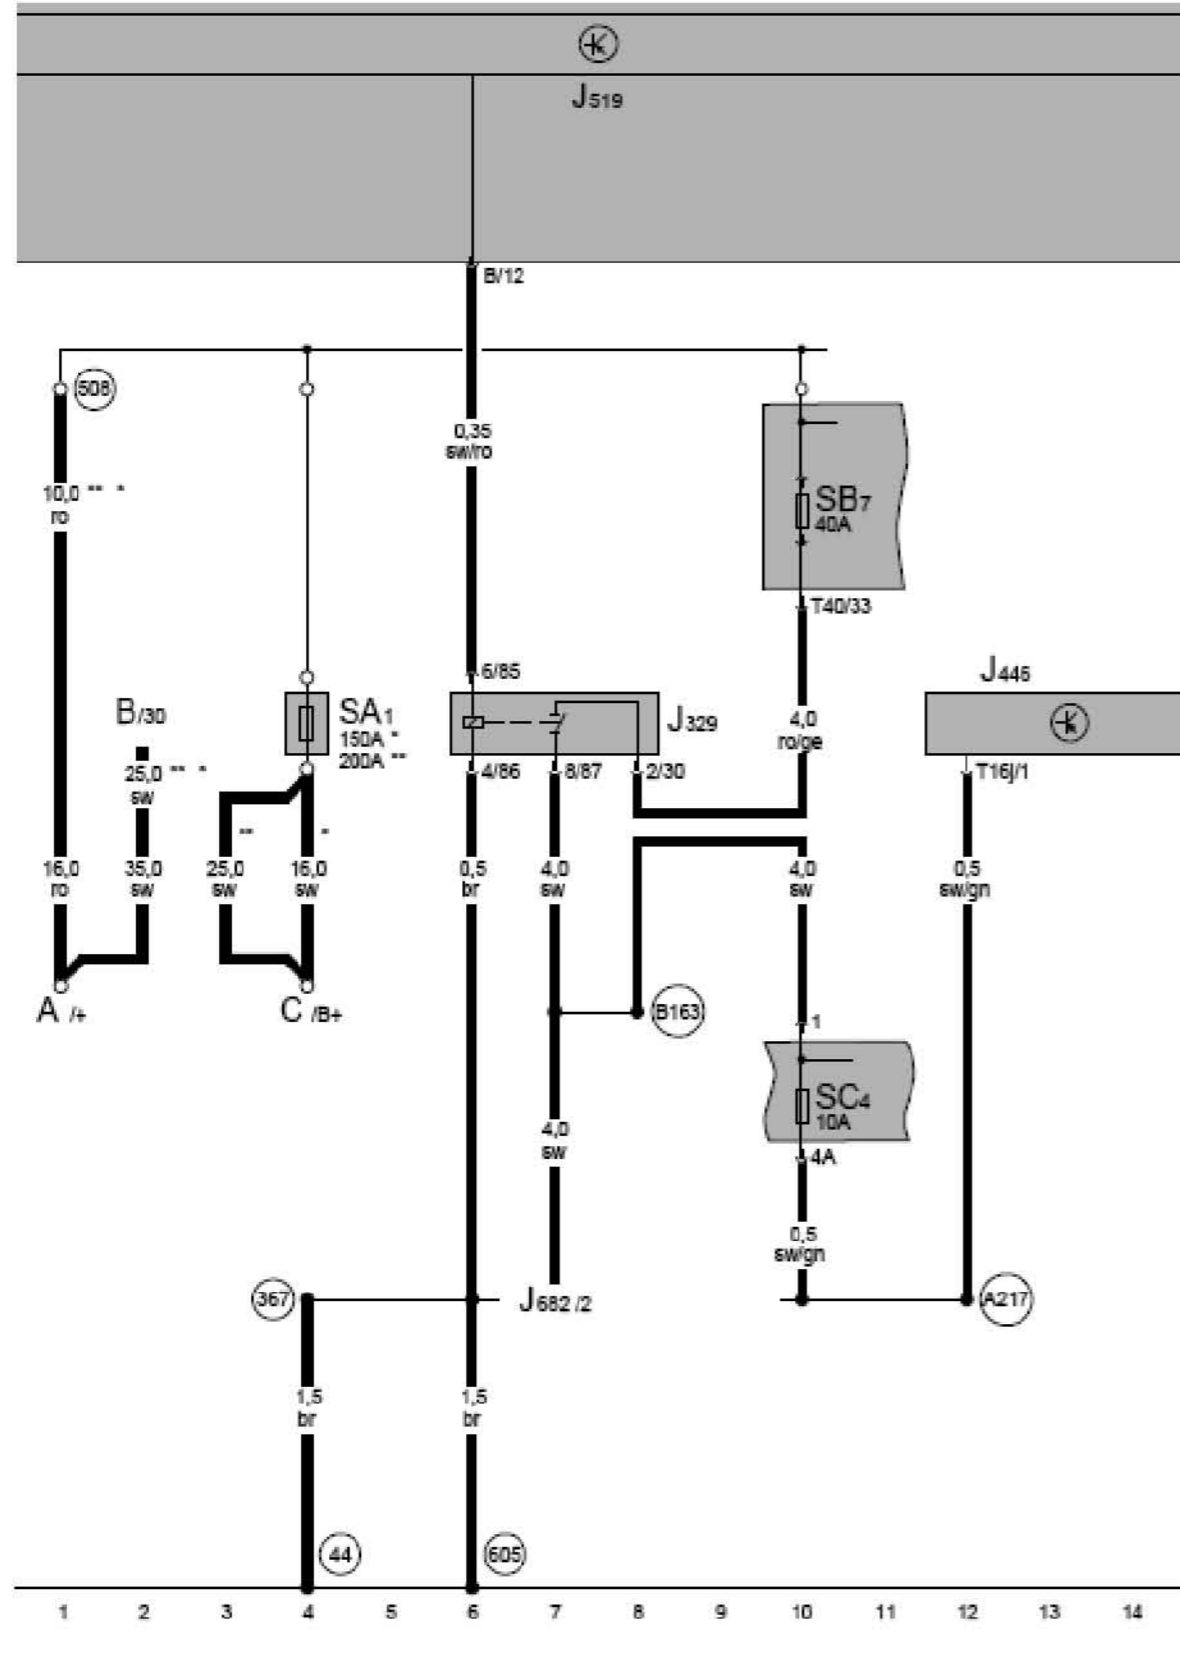 J519
B/12
508
0,35
sw/ro
10,0 ** *
ro
SB7
40A
T40/33
6/85
J446
B/30
SA1
150A *
200A **
J329
4,0
ro/ge
25,0 ** *
sw
4/86
8/87
2/30
T16j/1
** *
16,0
ro
35,0
sw
25,0
sw
16,0
sw
0,5
br
4,0
sw
4,0
sw
0,5
sw/gn
A /+
C /B+
B163
1
SC4
10A
4,0
sw
4A
0,5
sw/gn
367
J682 /2
A217
1,5
br
1,5
br
44
605
1 2 3 4 5 6 7 8 9 10 11 12 13 14